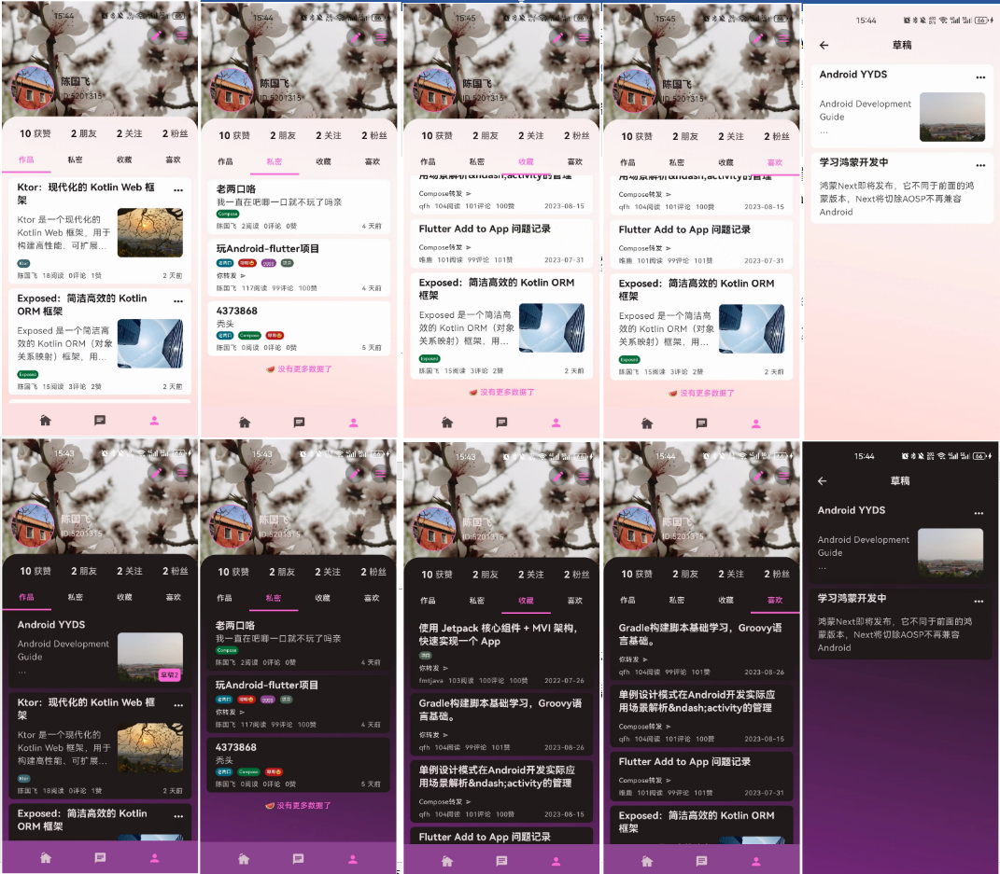 15:44
陈国飞
ID:5201315
10 获赞 2 朋友 2 关注 2 粉丝
作品 私密 收藏 喜欢
Ktor：现代化的 Kotlin Web 框
架
Ktor 是一个现代化的
Kotlin Web 框架，用于
构建高性能、可扩展...
Ktor
陈国飞 18阅读 0评论 1赞 2 天前
Exposed：简洁高效的 Kotlin
ORM 框架
Exposed 是一个简洁高
效的 Kotlin ORM（对象
关系映射）框架，用...
Exposed
陈国飞 15阅读 3评论 2赞 2 天前
15:44
陈国飞
ID:5201315
10 获赞 2 朋友 2 关注 2 粉丝
作品 私密 收藏 喜欢
老两口咯
我一直在吧唧一口就不玩了吗亲
Compose
陈国飞 2阅读 0评论 0赞 4 天前
玩Android-flutter项目
老两口 gggg
你转发 >
陈国飞 117阅读 99评论 100赞 4 天前
4373868
秃头
老两口 Compose
陈国飞 0阅读 0评论 0赞 5 天前
没有更多数据了
15:45
陈国飞
ID:5201315
10 获赞 2 朋友 2 关注 2 粉丝
作品 私密 收藏 喜欢
用场景解析&ndash;activity的管理
Compose转发 >
qfh 104阅读 101评论 100赞 2023-08-15
Flutter Add to App 问题记录
Compose转发 >
唯鹿 101阅读 99评论 101赞 2023-07-31
Exposed：简洁高效的 Kotlin ORM
框架
Exposed 是一个简洁高
效的 Kotlin ORM（对象
关系映射）框架，用...
Exposed
陈国飞 15阅读 3评论 2赞 2 天前
没有更多数据了
15:45
陈国飞
ID:5201315
10 获赞 2 朋友 2 关注 2 粉丝
作品 私密 收藏 喜欢
用场景解析&ndash;activity的管理
Compose转发 >
qfh 104阅读 101评论 100赞 2023-08-15
Flutter Add to App 问题记录
Compose转发 >
唯鹿 101阅读 99评论 101赞 2023-07-31
Exposed：简洁高效的 Kotlin ORM
框架
Exposed 是一个简洁高
效的 Kotlin ORM（对象
关系映射）框架，用...
Exposed
陈国飞 15阅读 3评论 2赞 2 天前
没有更多数据了
15:44
66
草稿
Android YYDS
Android Development
Guide
...
学习鸿蒙开发中
鸿蒙Next即将发布，它不同于前面的鸿
蒙版本，Next将切除AOSP不再兼容
Android
15:43
陈国飞
ID:5201315
10 获赞 2 朋友 2 关注 2 粉丝
作品 私密 收藏 喜欢
Android YYDS
Android Development
Guide
...
草稿2
Ktor：现代化的 Kotlin Web 框
架
Ktor 是一个现代化的
Kotlin Web 框架，用于
构建高性能、可扩展...
Ktor
陈国飞 18阅读 0评论 1赞 2 天前
Exposed：简洁高效的 Kotlin
ORM 框架
15:43
陈国飞
ID:5201315
10 获赞 2 朋友 2 关注 2 粉丝
作品 私密 收藏 喜欢
老两口咯
我一直在吧唧一口就不玩了吗亲
Compose
陈国飞 2阅读 0评论 0赞 4 天前
玩Android-flutter项目
老两口 gggg
你转发 >
陈国飞 117阅读 99评论 100赞 4 天前
4373868
秃头
老两口 Compose
陈国飞 0阅读 0评论 0赞 5 天前
没有更多数据了
15:43
陈国飞
ID:5201315
10 获赞 2 朋友 2 关注 2 粉丝
作品 私密 收藏 喜欢
使用 Jetpack 核心组件 + MVI 架构，
快速实现一个 App
你转发 >
fmtjava 103阅读 100评论 100赞 2022-07-26
Gradle构建脚本基础学习，Groovy语
言基础。
你转发 >
qfh 104阅读 99评论 101赞 2023-08-26
单例设计模式在Android开发实际应
用场景解析&ndash;activity的管理
Compose转发 >
qfh 104阅读 101评论 100赞 2023-08-15
Flutter Add to App 问题记录
15:44
陈国飞
ID:5201315
10 获赞 2 朋友 2 关注 2 粉丝
作品 私密 收藏 喜欢
Gradle构建脚本基础学习，Groovy语
言基础。
你转发 >
qfh 104阅读 99评论 101赞 2023-08-26
单例设计模式在Android开发实际应
用场景解析&ndash;activity的管理
Compose转发 >
qfh 104阅读 101评论 100赞 2023-08-15
Flutter Add to App 问题记录
Compose转发 >
唯鹿 101阅读 99评论 101赞 2023-07-31
Exposed：简洁高效的 Kotlin ORM
框架
Exposed 是一个简洁高
15:44
66
草稿
Android YYDS
Android Development
Guide
...
学习鸿蒙开发中
鸿蒙Next即将发布，它不同于前面的鸿
蒙版本，Next将切除AOSP不再兼容
Android